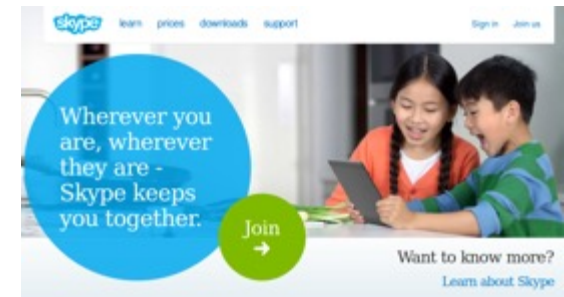 skype learn prices downloads support Sign in Join us
Wherever you
are, wherever
they are -
Skype keeps
you together.
Join
Want to know more?
Learn about Skype